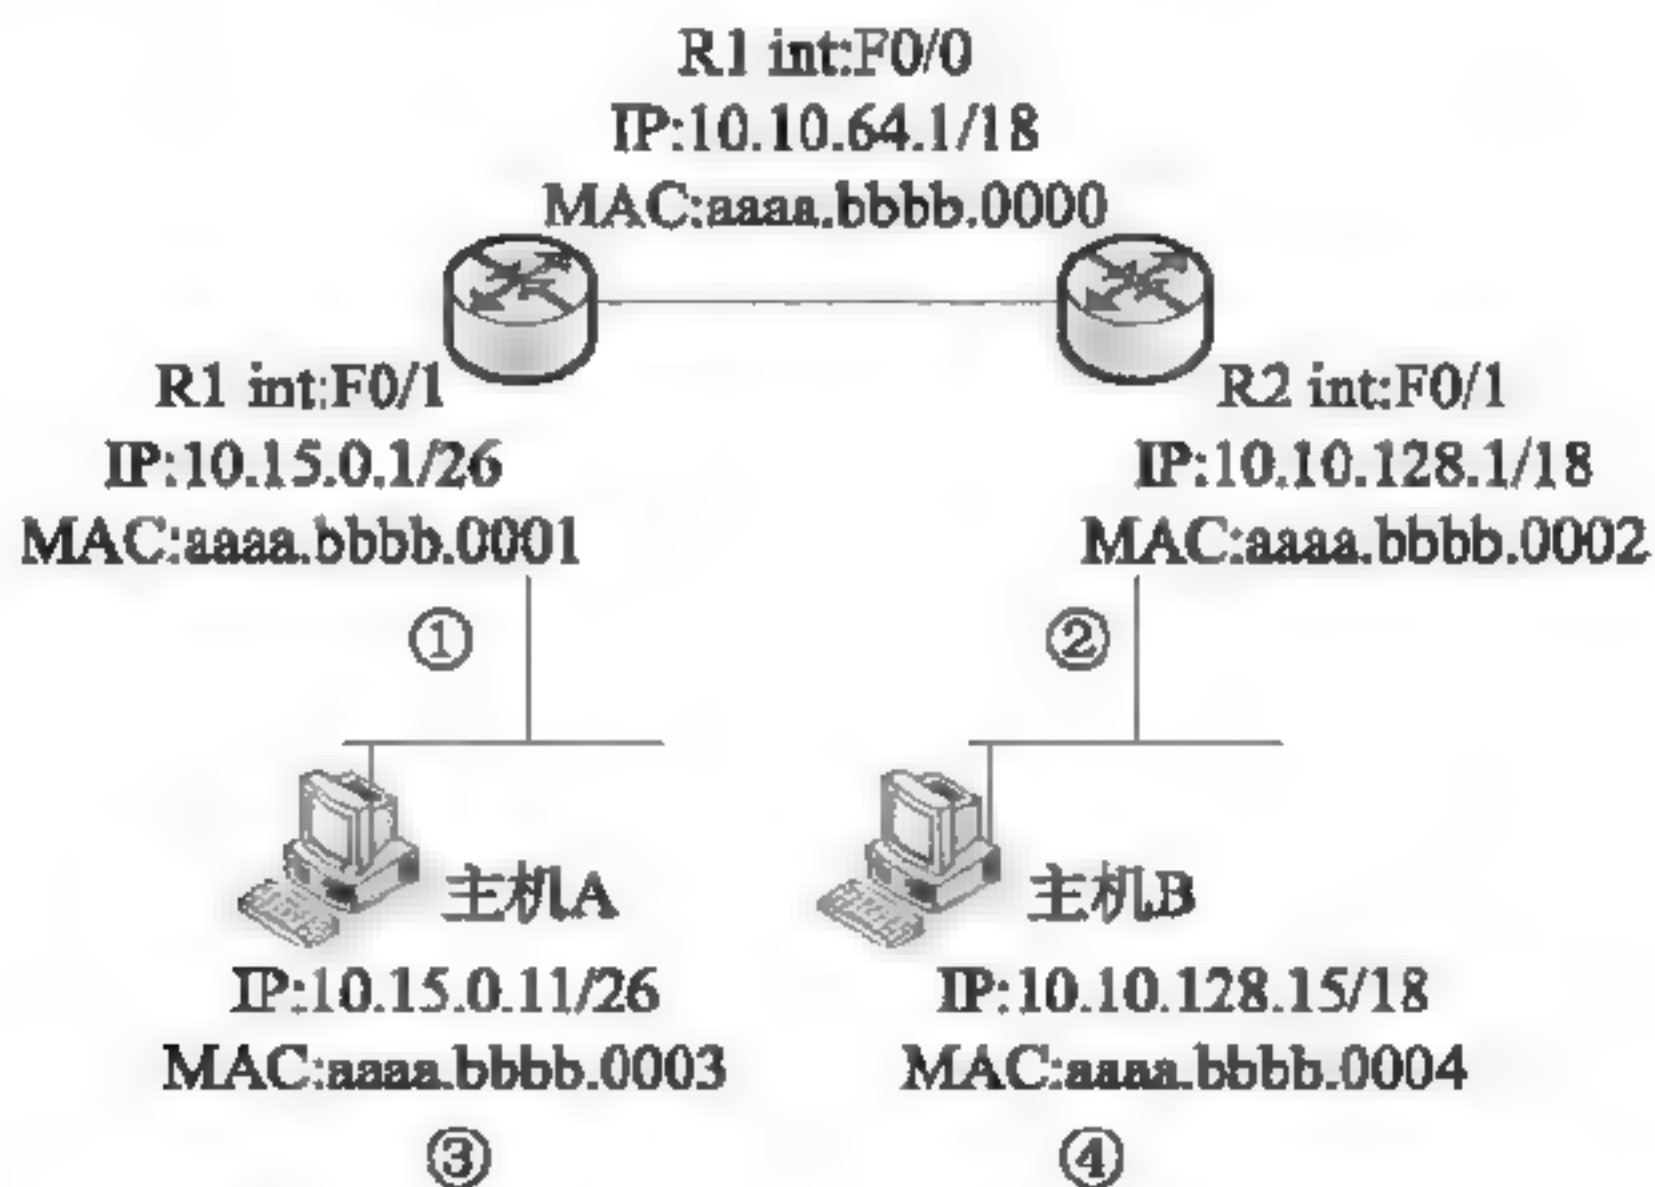 R1 int:F0/0
IP:10.10.64.1/18
MAC:aaaa.bbbb.0000
R1 int:F0/1
IP:10.15.0.1/26
MAC:aaaa.bbbb.0001
R2 int:F0/1
IP:10.10.128.1/18
MAC:aaaa.bbbb.0002
①
②
主机A
IP:10.15.0.11/26
MAC:aaaa.bbbb.0003
③
主机B
IP:10.10.128.15/18
MAC:aaaa.bbbb.0004
④